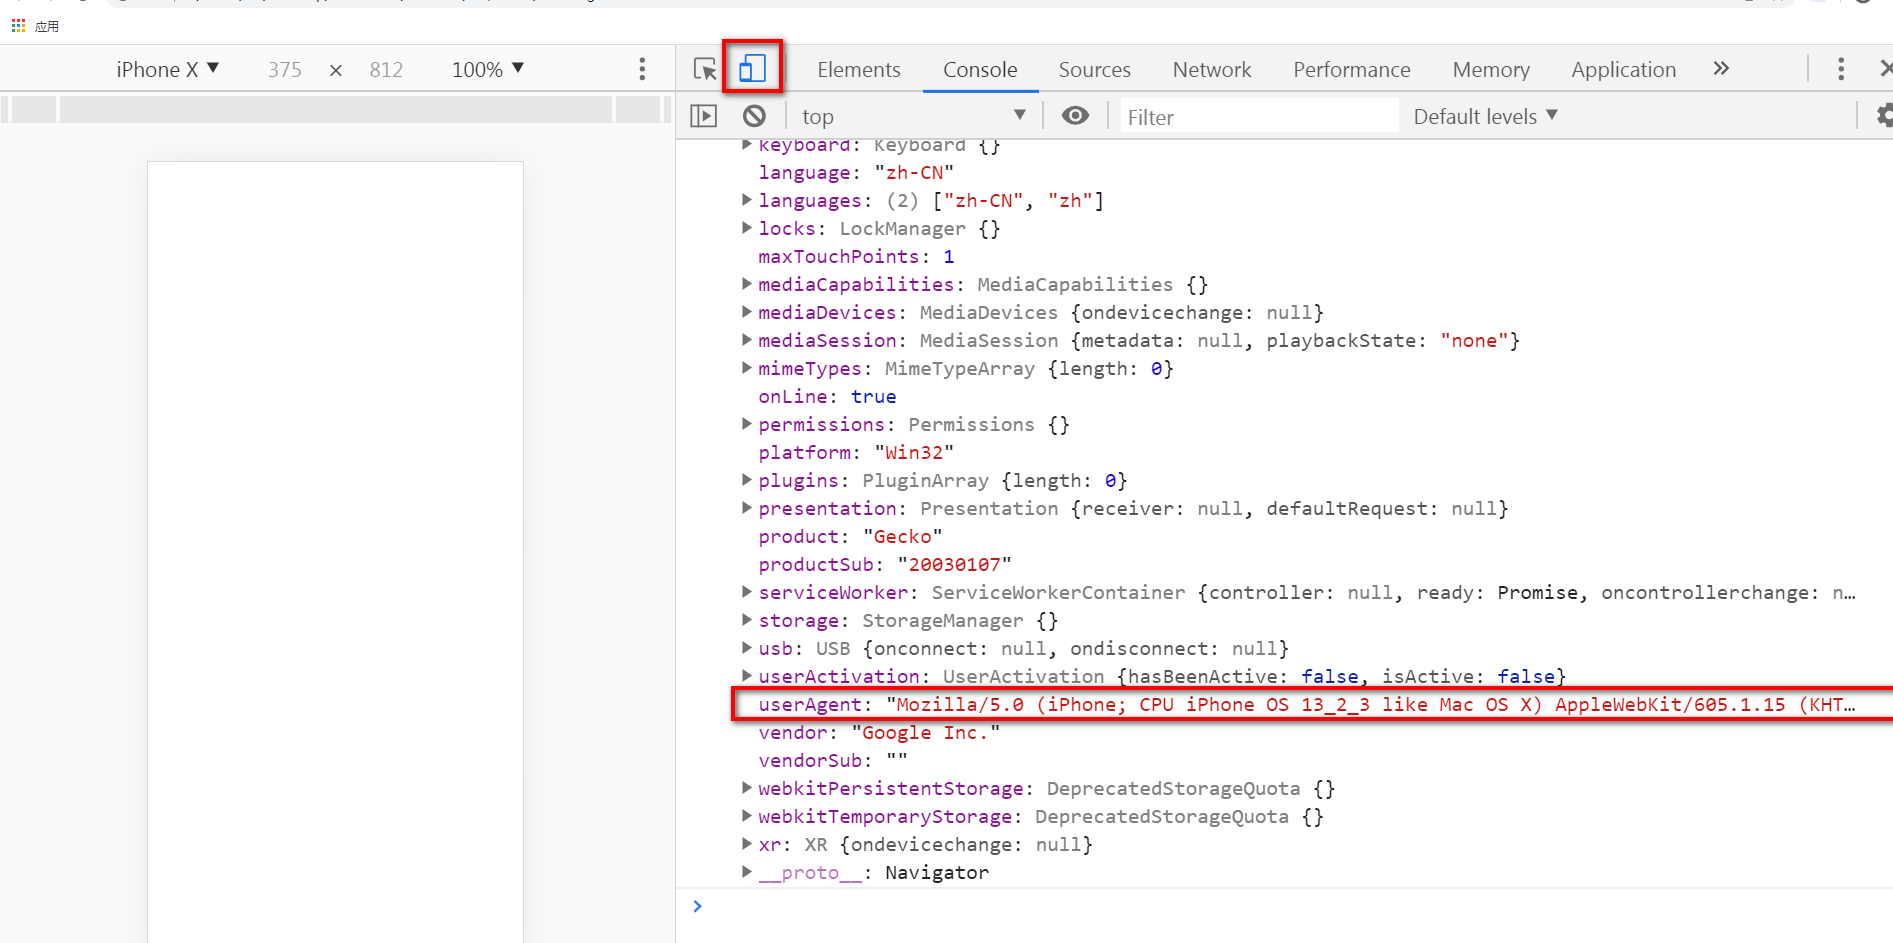 应用
iPhone X ▼ 375 × 812 100% ▼
Elements Console Sources Network Performance Memory Application »
top ▼ Filter Default levels ▼
keyboard: Keyboard {}
language: "zh-CN"
languages: (2) ["zh-CN", "zh"]
locks: LockManager {}
maxTouchPoints: 1
mediaCapabilities: MediaCapabilities {}
mediaDevices: MediaDevices {ondevicechange: null}
mediaSession: MediaSession {metadata: null, playbackState: "none"}
mimeTypes: MimeTypeArray {length: 0}
onLine: true
permissions: Permissions {}
platform: "Win32"
plugins: PluginArray {length: 0}
presentation: Presentation {receiver: null, defaultRequest: null}
product: "Gecko"
productSub: "20030107"
serviceWorker: ServiceWorkerContainer {controller: null, ready: Promise, oncontrollerchange: n…
storage: StorageManager {}
usb: USB {onconnect: null, ondisconnect: null}
userActivation: UserActivation {hasBeenActive: false, isActive: false}
userAgent: "Mozilla/5.0 (iPhone; CPU iPhone OS 13_2_3 like Mac OS X) AppleWebKit/605.1.15 (KHT…
vendor: "Google Inc."
vendorSub: ""
webkitPersistentStorage: DeprecatedStorageQuota {}
webkitTemporaryStorage: DeprecatedStorageQuota {}
xr: XR {ondevicechange: null}
__proto__: Navigator